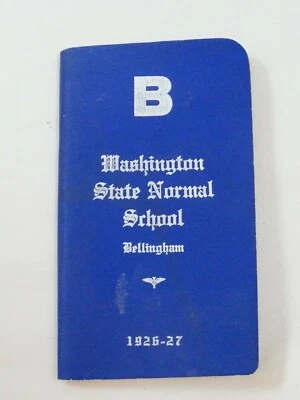 B
Washington
State Normal
School
Bellingham
1926-27